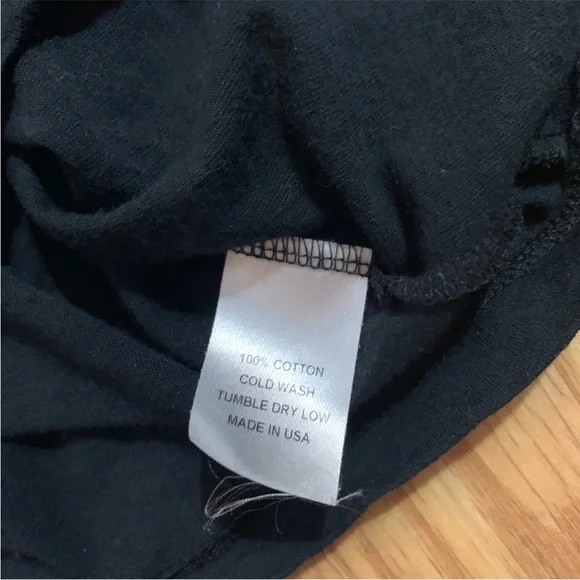 100% COTTON
COLD WASH
TUMBLE DRY LOW
MADE IN USA